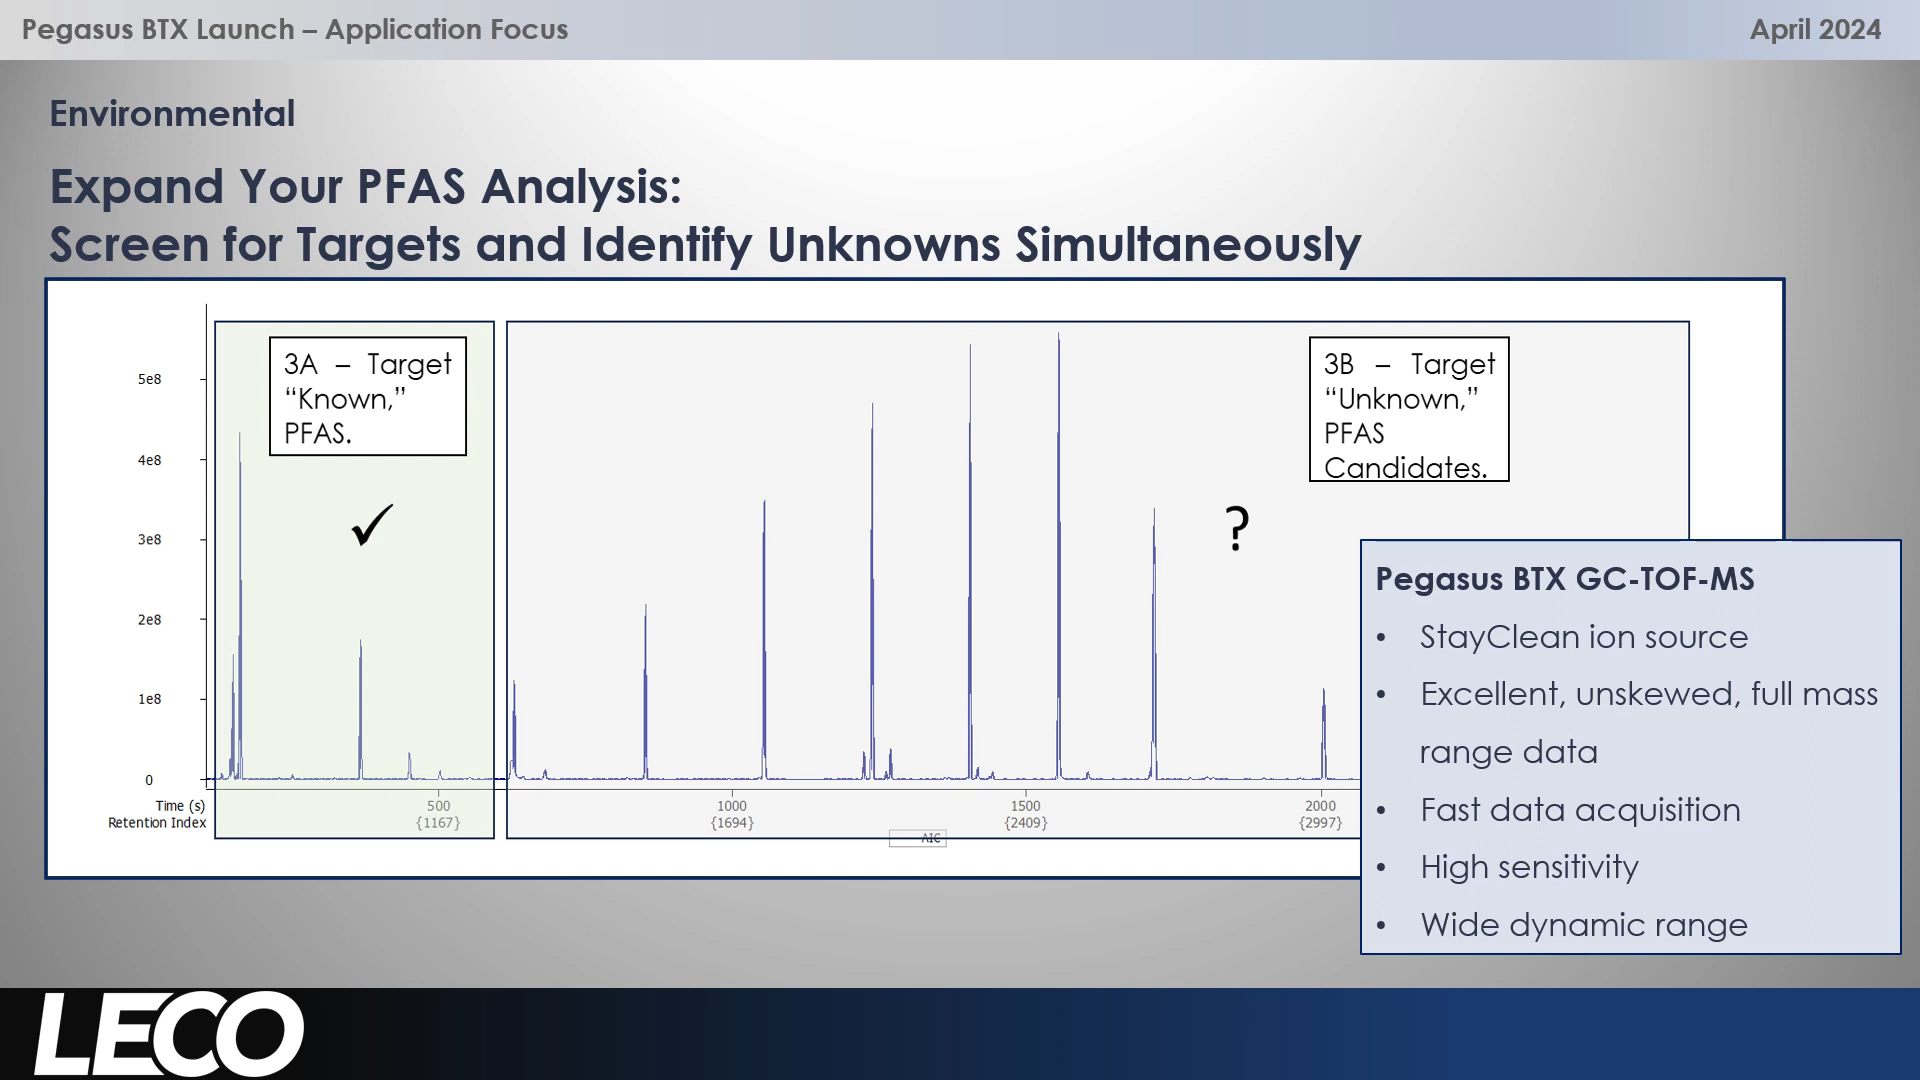 Pegasus BTX Launch – Application Focus
April 2024
Environmental
Expand Your PFAS Analysis:
Screen for Targets and Identify Unknowns Simultaneously
3A – Target
“Known,”
PFAS.
3B – Target
“Unknown,”
PFAS
Candidates.
✓
?
5e8
4e8
3e8
2e8
1e8
0
Time (s)
500
1000
1500
2000
Retention Index
{1167}
{1694}
{2409}
{2997}
AIC
Pegasus BTX GC-TOF-MS
• StayClean ion source
• Excellent, unskewed, full mass
range data
• Fast data acquisition
• High sensitivity
• Wide dynamic range
LECO